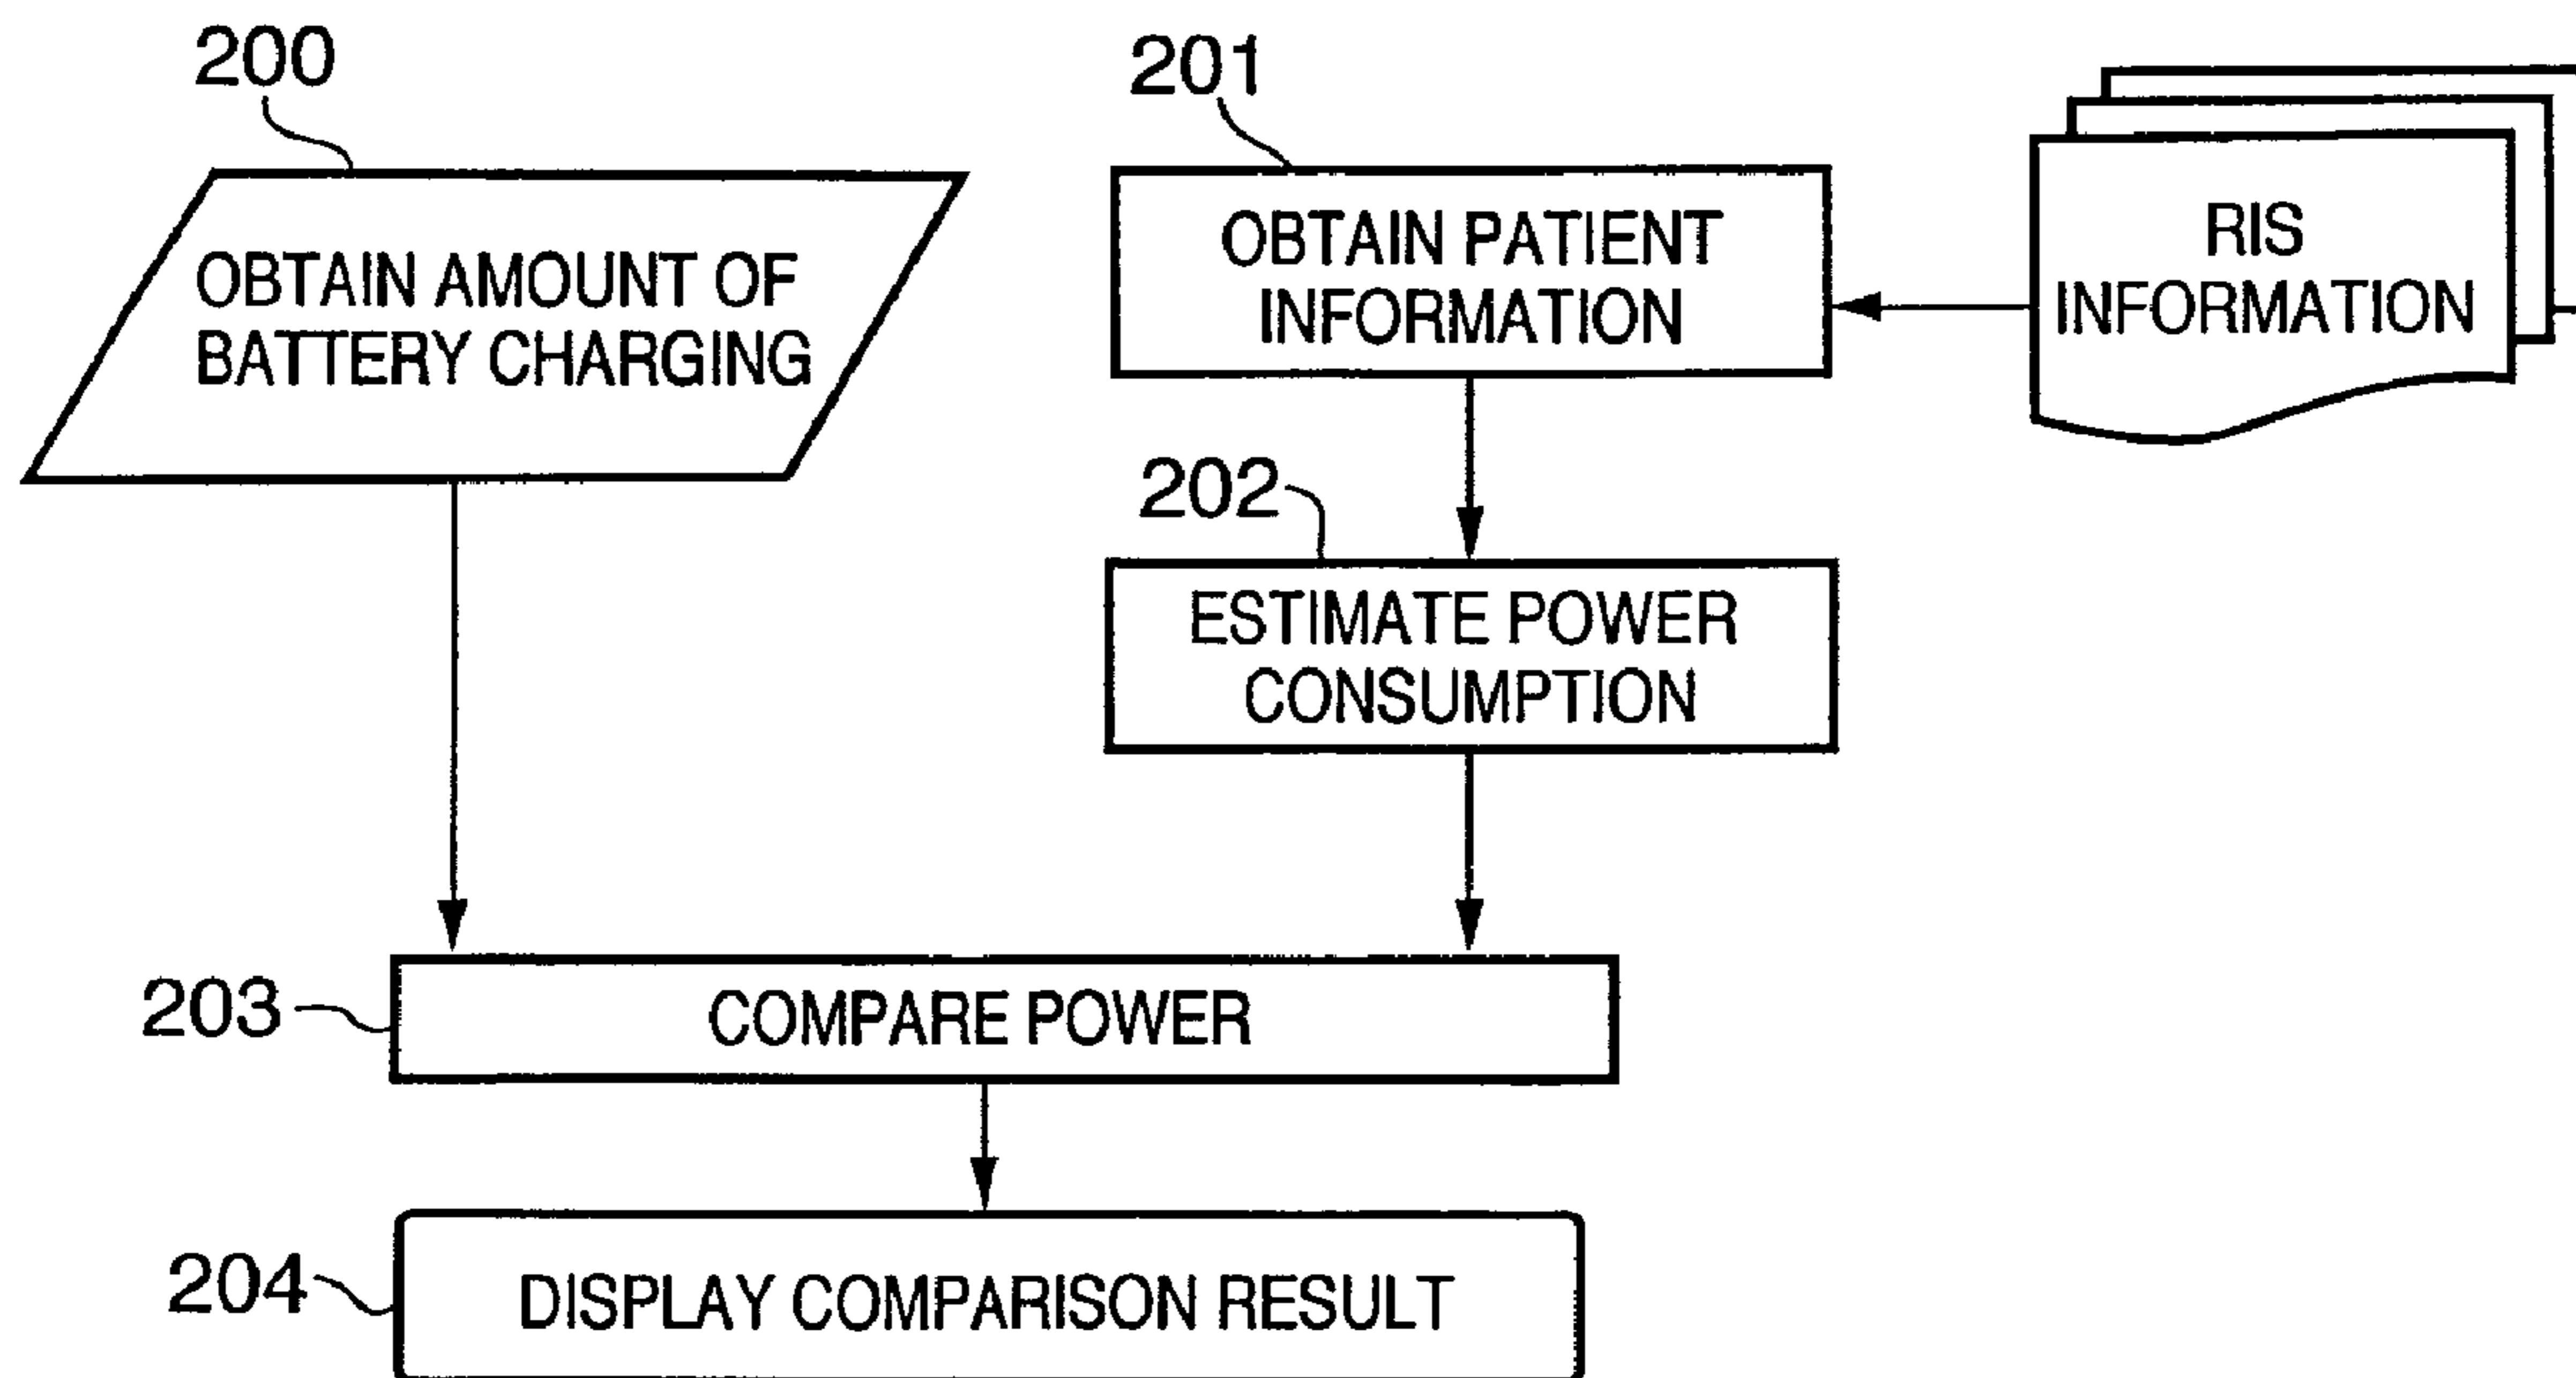 200
OBTAIN AMOUNT OF
BATTERY CHARGING
201
OBTAIN PATIENT
INFORMATION
RIS
INFORMATION
202
ESTIMATE POWER
CONSUMPTION
203
COMPARE POWER
204
DISPLAY COMPARISON RESULT